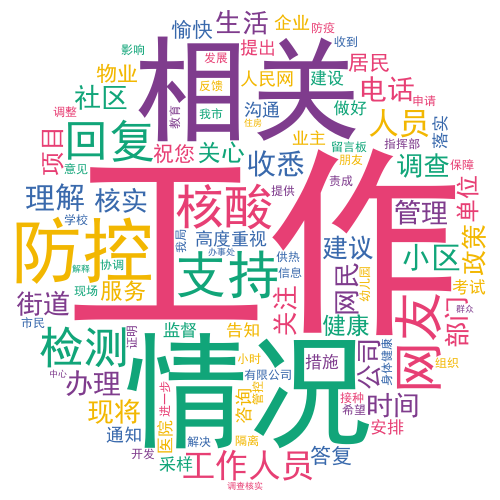 愉快
生活
企业
防疫
影响
相关
提出
收到
物业
发展
人民网
建设
居民
社区
调整
反馈
沟通
做好
电话
申请
项目
回复
教育
我市
住房
业主
留言板
人员
指挥部
落实
意见
祝您
关心
收悉
朋友
调查
保障
理解
核实
工作
核酸
提供
责成
管理
单位
学校
防控
我局
高度重视
建议
小区
政策
市民
街道
解释
协调
现场
服务
办事处
支持
供热
信息
网民
幼儿园
考试
群众
检测
证明
监督
告知
关注
健康
网友
部门
情况
小时
措施
公司
身体健康
组织
中心
办理
现将
进一步
医院
咨询
管控
有限公司
接种
希望
时间
通知
开发
采样
解决
隔离
答复
安排
工作人员
调查核实